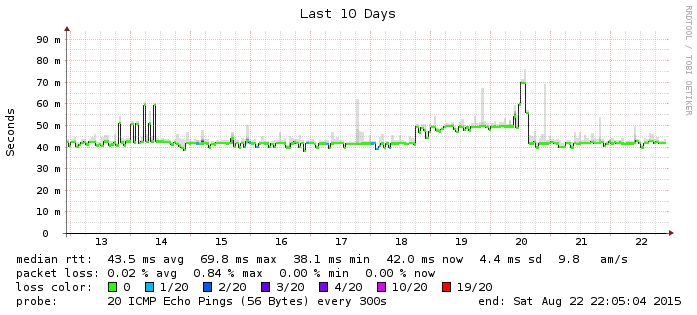 Last 10 Days
RRDTOOL / TOBI OETIKER
Seconds
90 m
80 m
70 m
60 m
50 m
40 m
30 m
20 m
10 m
0
13 14 15 16 17 18 19 20 21 22
median rtt: 43.5 ms avg 69.8 ms max 38.1 ms min 42.0 ms now 4.4 ms sd 9.8 am/s
packet loss: 0.02 % avg 0.84 % max 0.00 % min 0.00 % now
loss color: 0 1/20 2/20 3/20 4/20 10/20 19/20
probe: 20 ICMP Echo Pings (56 Bytes) every 300s end: Sat Aug 22 22:05:04 2015